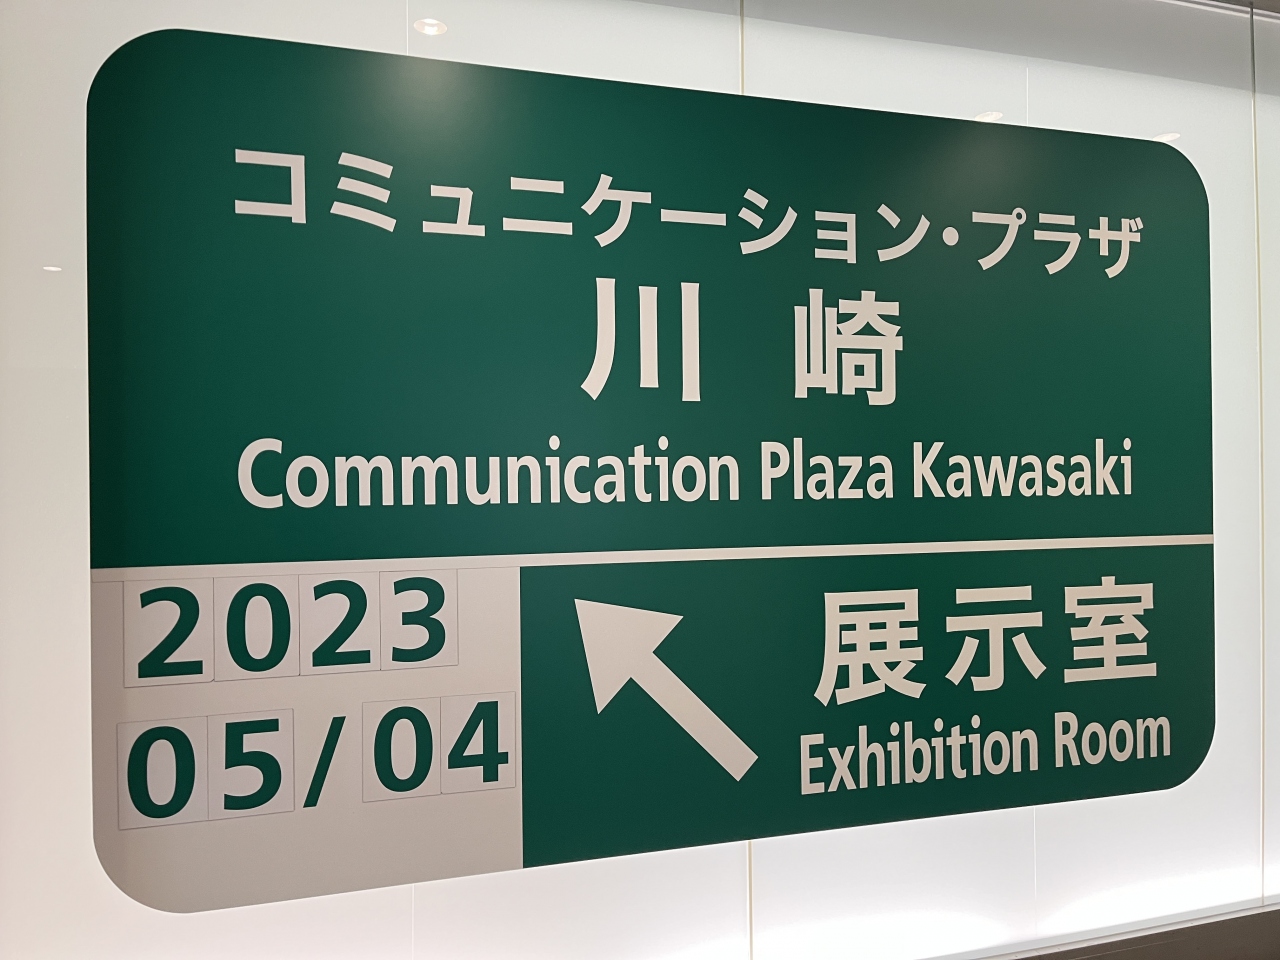 コミュニケーション・プラザ
川崎
Communication Plaza Kawasaki
2023
05/04
展示室
Exhibition Room